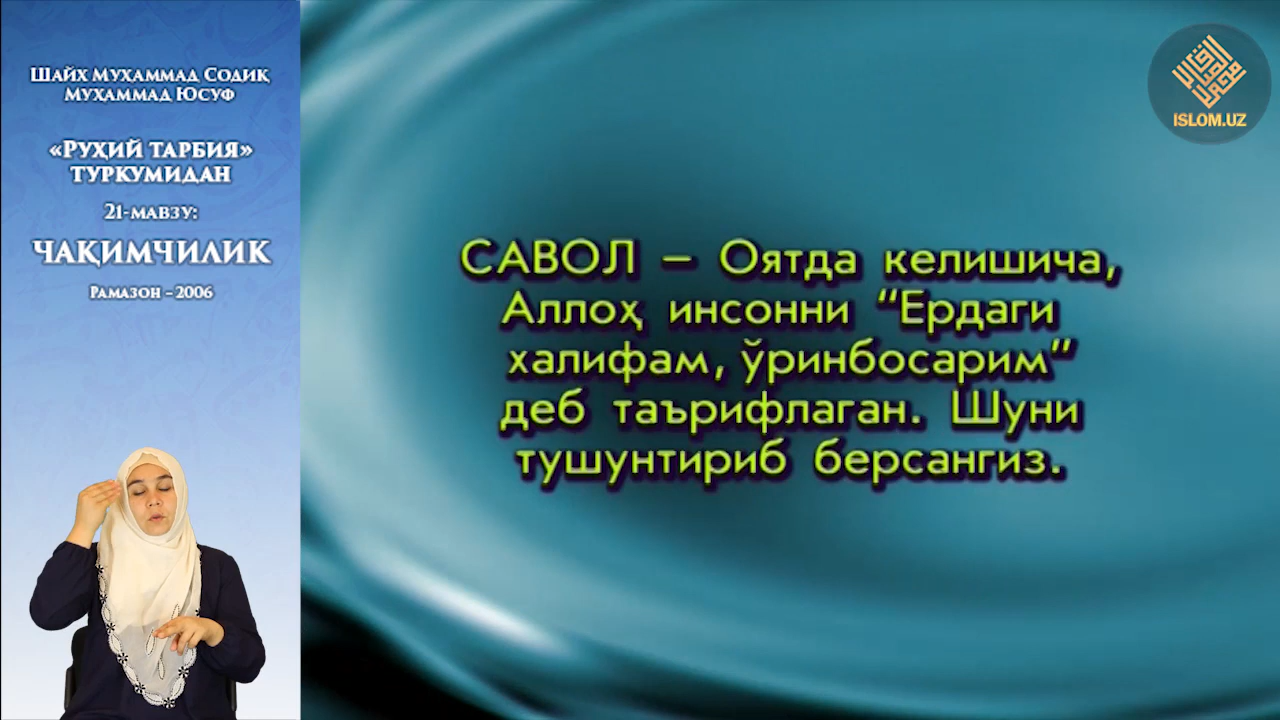 Шайх Муҳаммад Содиқ
Муҳаммад Юсуф
«Руҳий тарбия»
туркумидан
21-мавзу:
ЧАҚИМЧИЛИК
Рамазон – 2006
ISLOM.UZ
САВОЛ – Оятда келишича,
Аллоҳ инсонни “Ердаги
халифам, ўринбосарим”
деб таърифлаган. Шуни
тушунтириб берсангиз.